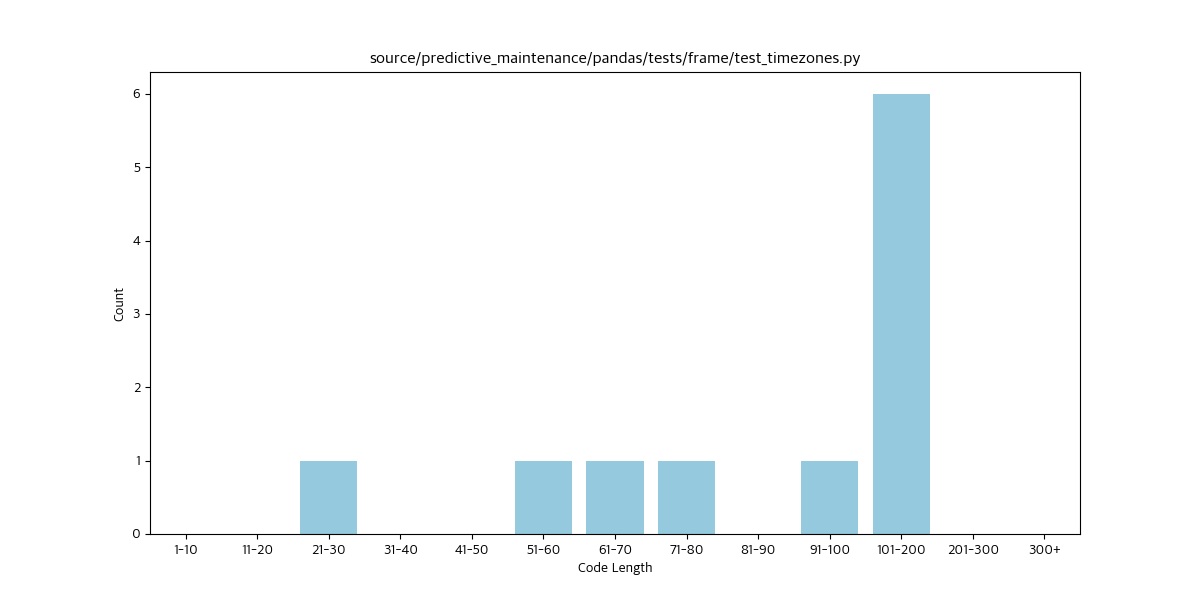 source/predictive_maintenance/pandas/tests/frame/test_timezones.py
6
5
4
3
2
1
0
Count
1-10 11-20 21-30 31-40 41-50 51-60 61-70 71-80 81-90 91-100 101-200 201-300 300+
Code Length